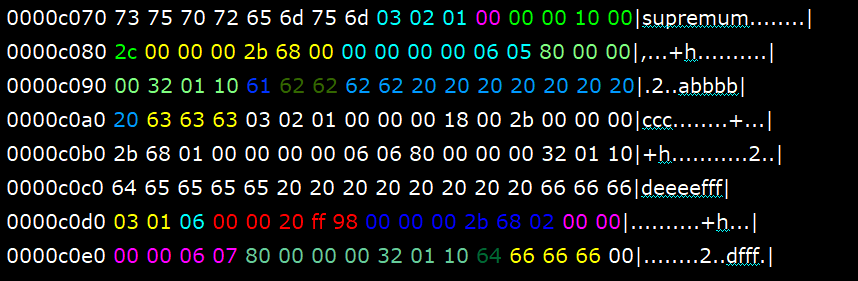 0000c070 73 75 70 72 65 6d 75 6d 03 02 01 00 00 00 10 00|supremum........|
0000c080 2c 00 00 00 2b 68 00 00 00 00 00 06 05 80 00 00|,...+h..........|
0000c090 00 32 01 10 61 62 62 62 62 20 20 20 20 20 20 20|.2..abbbb|
0000c0a0 20 63 63 63 03 02 01 00 00 00 18 00 2b 00 00 00|ccc........+...|
0000c0b0 2b 68 01 00 00 00 00 06 06 80 00 00 00 32 01 10|+h...........2..|
0000c0c0 64 65 65 65 65 20 20 20 20 20 20 20 20 66 66 66|deeeefff|
0000c0d0 03 01 06 00 00 20 ff 98 00 00 00 2b 68 02 00 00|..........+h...|
0000c0e0 00 00 06 07 80 00 00 00 32 01 10 64 66 66 66 00|........2..dfff.|